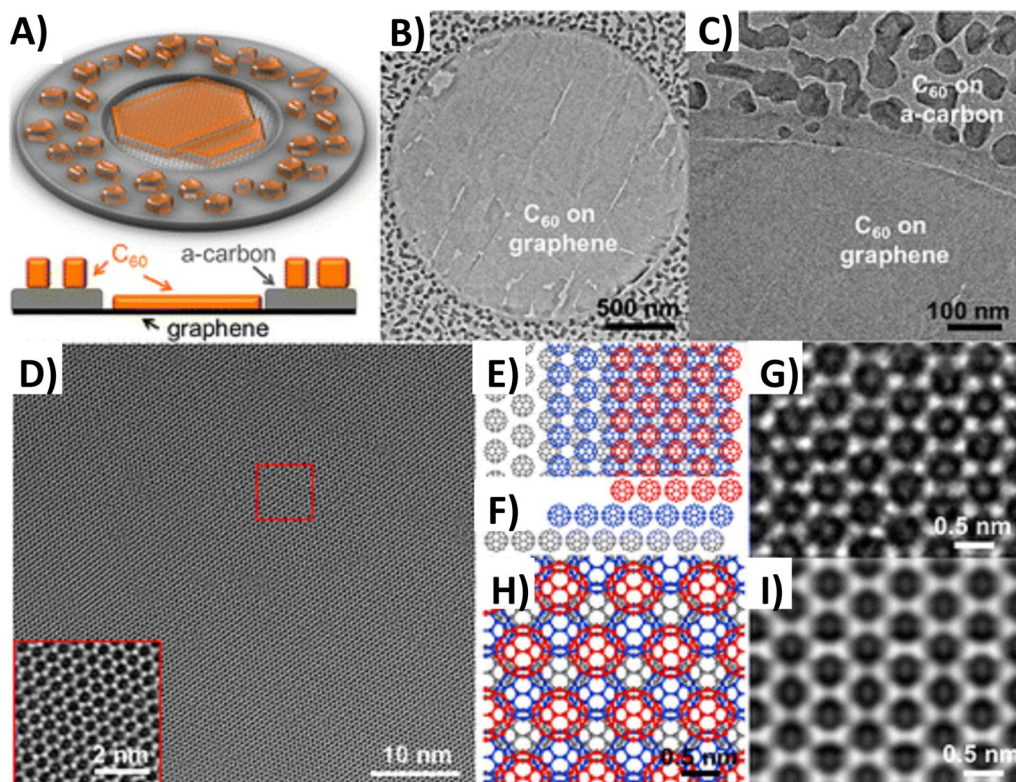 A)
C60
a-carbon
graphene
B)
C60 on
graphene
500 nm
C)
C60 on
a-carbon
C60 on
graphene
100 nm
D)
2 nm
10 nm
E)
F)
G)
0.5 nm
H)
0.5 nm
I)
0.5 nm